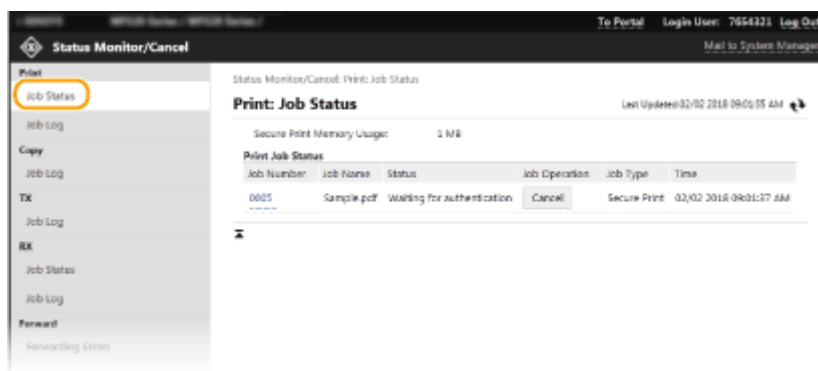 To Portal Login User: 7654321 Log Out
Status Monitor/Cancel
Mail to System Manager
Print
Job Status
Job Log
Copy
Job Log
TX
Job Log
RX
Job Status
Job Log
Forward
Forwarding Errors
Status Monitor/Cancel: Print: Job Status
Print: Job Status
Last Updated:02/02 2018 09:01:55 AM
Secure Print Memory Usage: 1 MB
Print Job Status
Job Number Job Name Status Job Operation Job Type Time
0005 Sample.pdf Waiting for authentication Cancel Secure Print 02/02 2018 09:01:37 AM